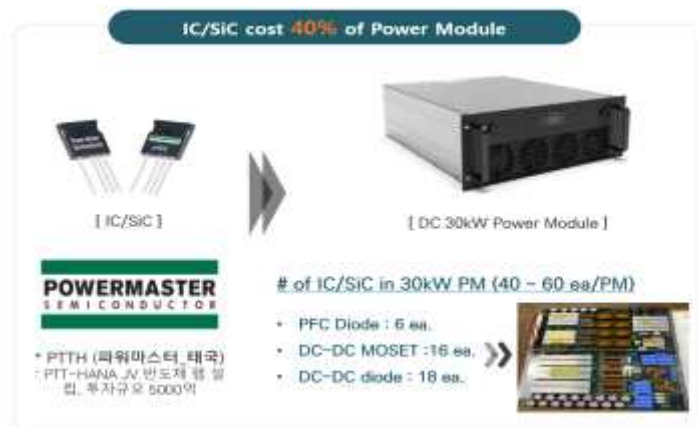 IC/SiC cost 40% of Power Module
[ IC/SiC ]
[ DC 30kW Power Module ]
POWERMASTER
SEMICONDUCTOR
* PTTH (파워마스터_태국)
- PTT-HANA JV 반도체 팹 설
립, 투자규모 5000억
# of IC/SiC in 30kW PM (40 ~ 60 ea/PM)
• PFC Diode : 6 ea.
• DC-DC MOSET :16 ea.
• DC-DC diode : 18 ea.